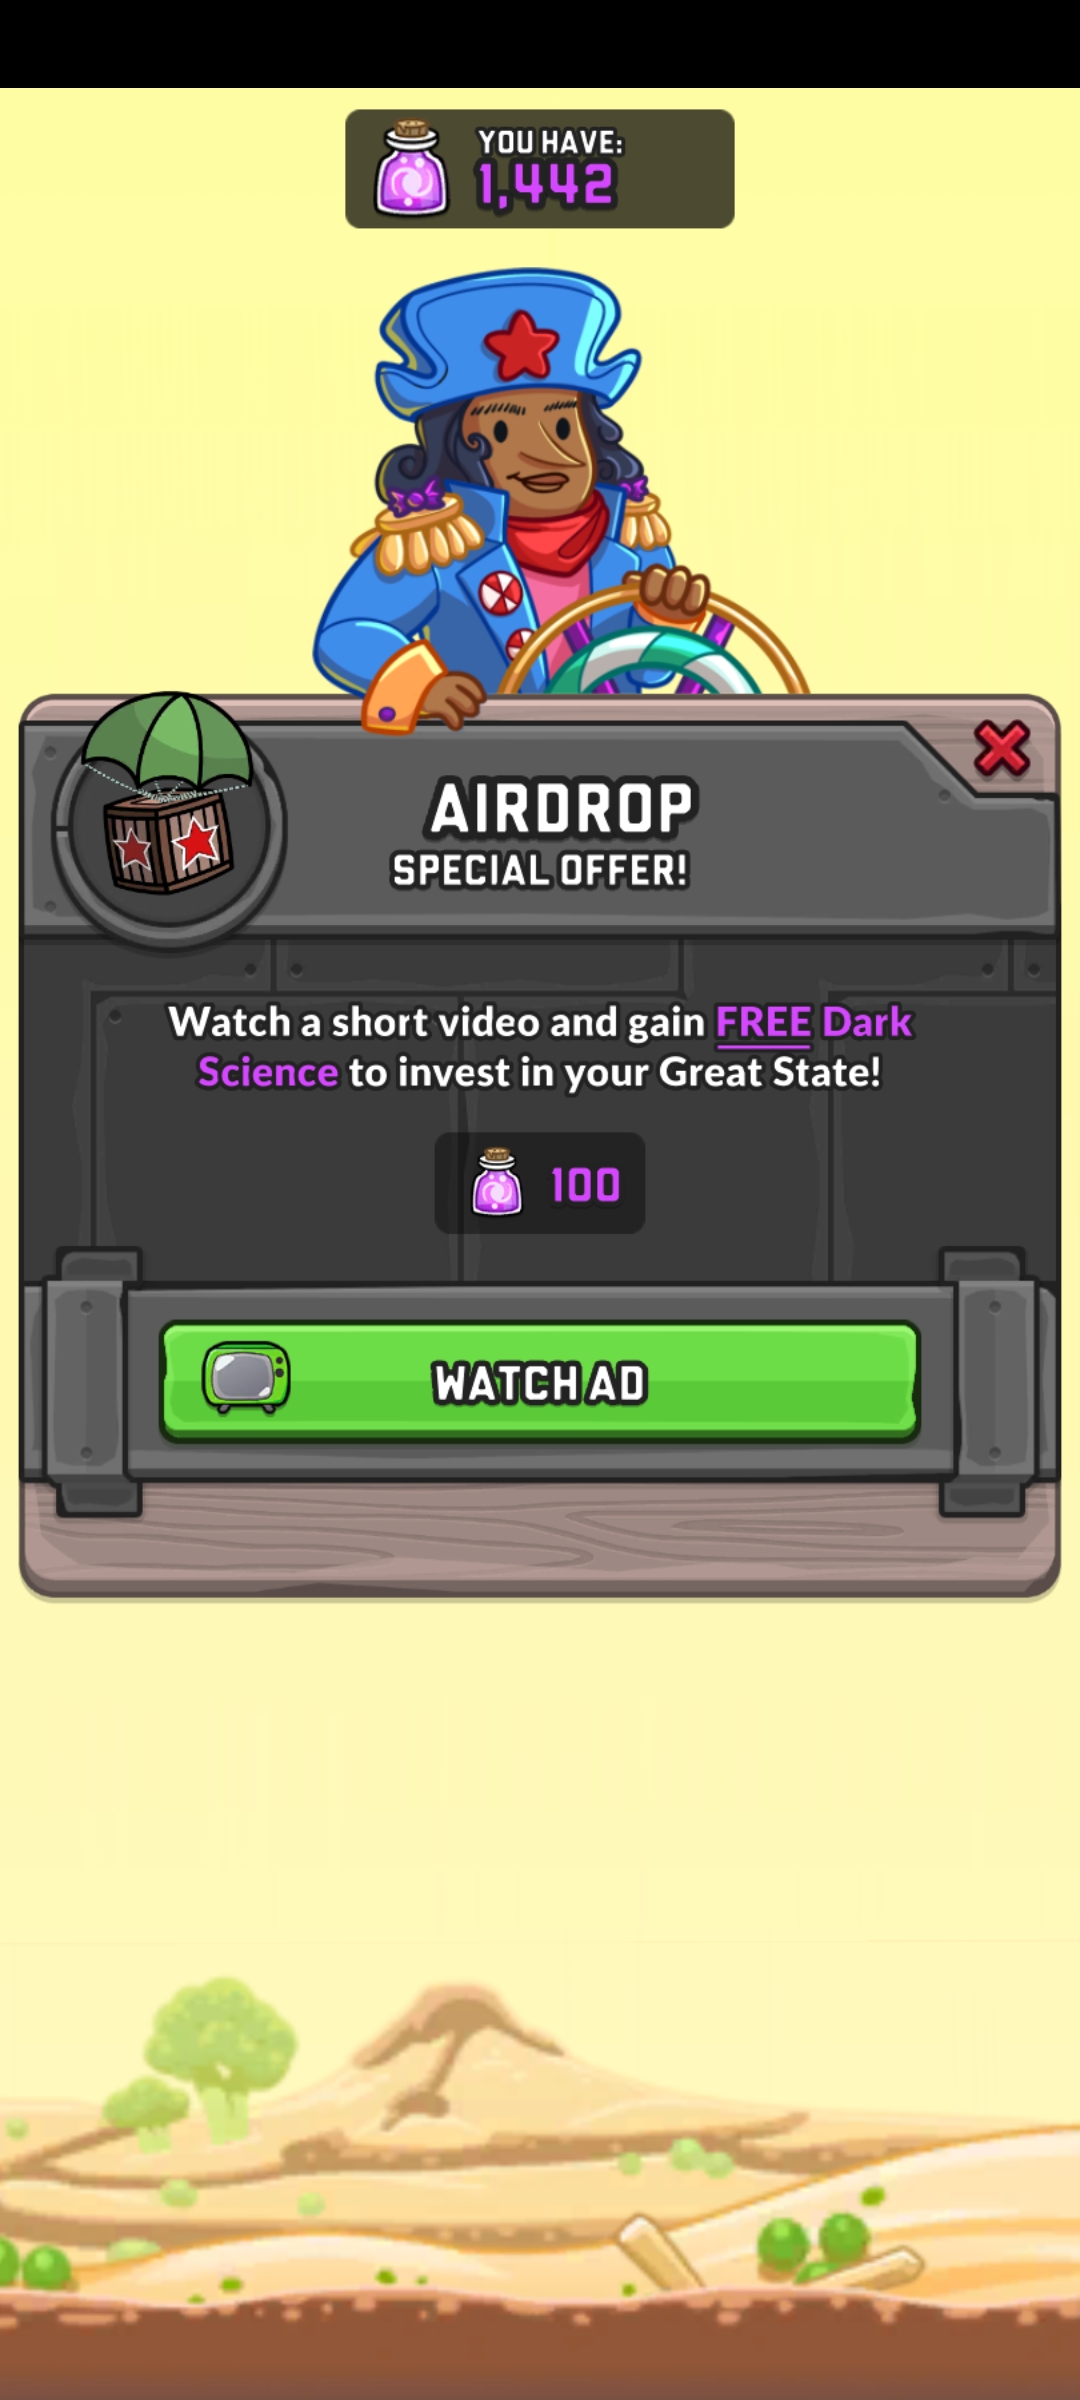 YOU HAVE:
1,442
AIRDROP
SPECIAL OFFER!
Watch a short video and gain FREE Dark
Science to invest in your Great State!
100
WATCH AD